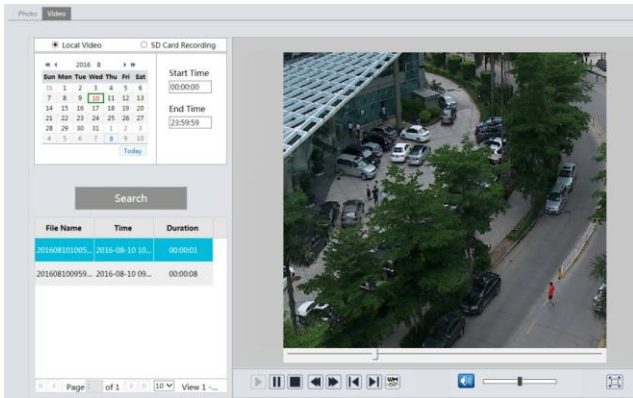 Photo Video
Local Video SD Card Recording
2016 8
Sun Mon Tue Wed Thu Fri Sat
31 1 2 3 4 5 6
7 8 9 10 11 12 13
14 15 16 17 18 19 20
21 22 23 24 25 26 27
28 29 30 31 1 2 3
4 5 6 7 8 9 10
Today
Start Time
00:00:00
End Time
23:59:59
Search
File Name Time Duration
201608101005... 2016-08-10 10... 00:00:01
201608100959... 2016-08-10 09... 00:00:08
Page 1 of 1 10 View 1 -...